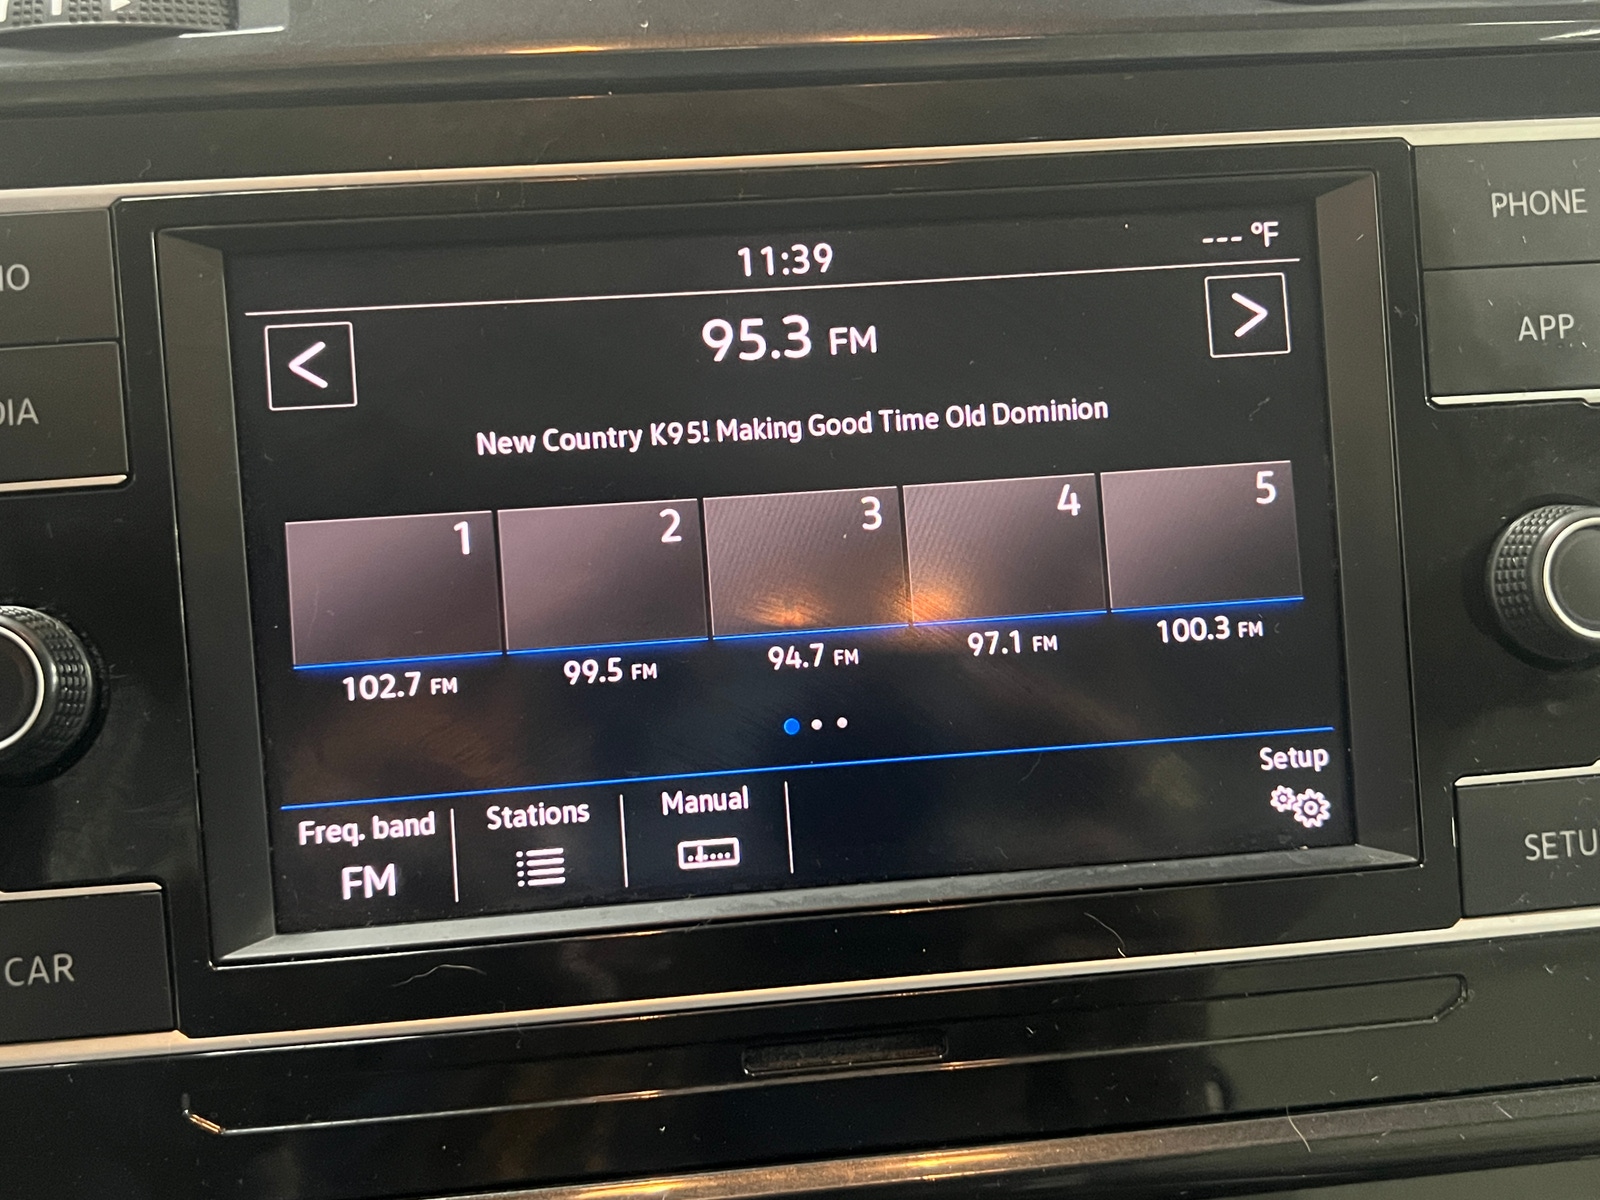 11:39
--- °F
95.3 FM
New Country K95! Making Good Time Old Dominion
1
2
3
4
5
102.7 FM
99.5 FM
94.7 FM
97.1 FM
100.3 FM
Freq. band
FM
Stations
Manual
Setup
IO
DIA
CAR
PHONE
APP
SETU